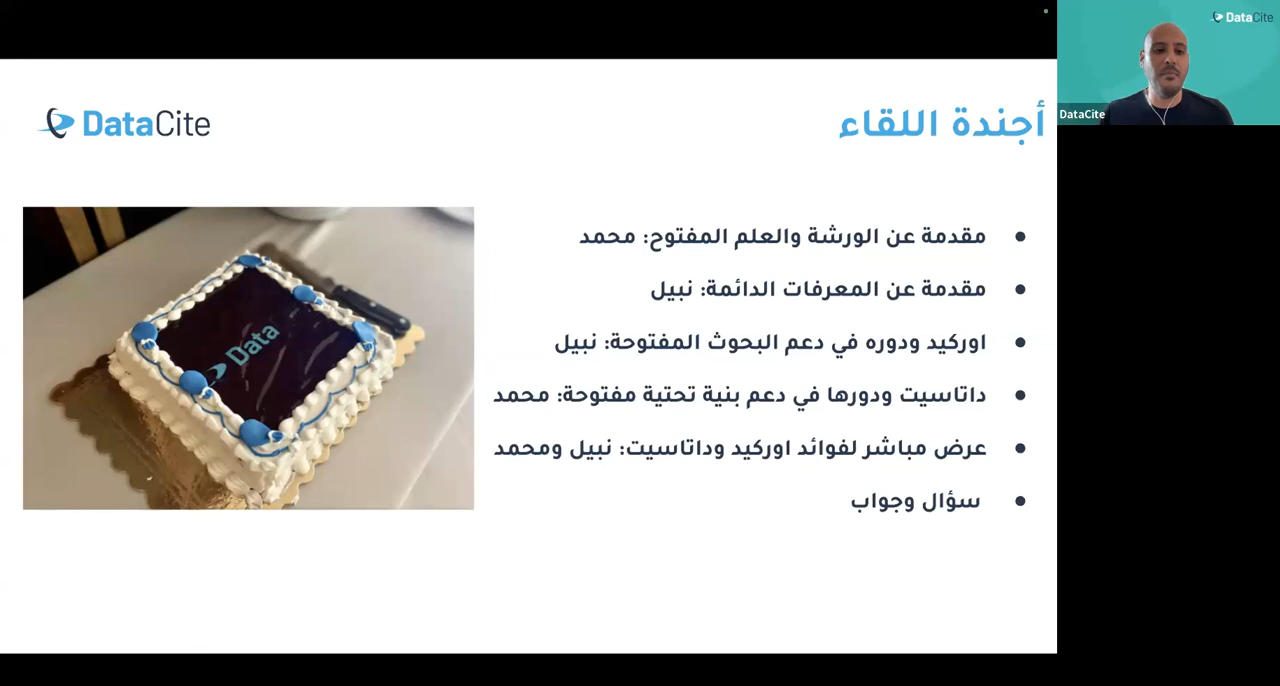 DataCite
أجندة اللقاء
مقدمة عن الورشة والعلم المفتوح: محمد
مقدمة عن المعرفات الدائمة: نبيل
اوركيد ودوره في دعم البحوث المفتوحة: نبيل
داتاسيت ودورها في دعم بنية تحتية مفتوحة: محمد
عرض مباشر لفوائد اوركيد وداتاسيت: نبيل ومحمد
سؤال وجواب
Data
DataCite
DataCite